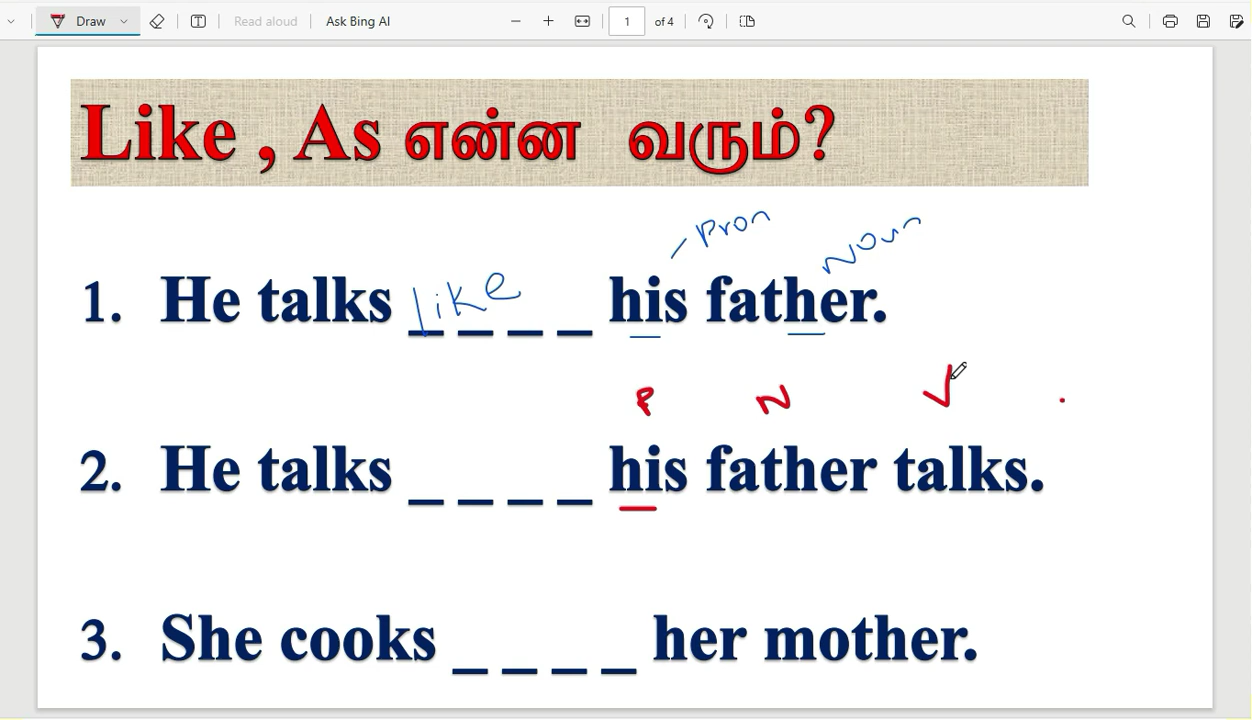 Draw Read aloud Ask Bing AI 1 of 4
Like , As என்ன வரும்?
Pron Noun
1. He talks like _ _ _ _ his father.
P N V .
2. He talks _ _ _ _ his father talks.
3. She cooks _ _ _ _ her mother.